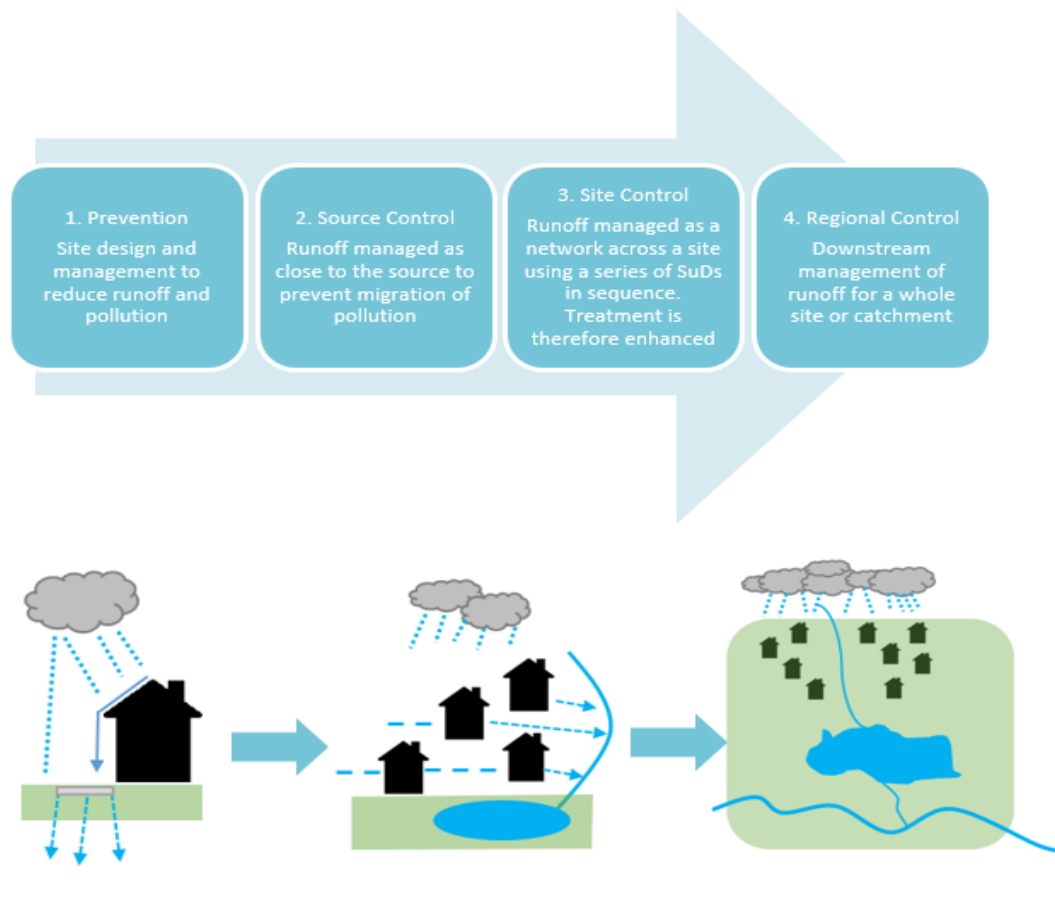 1. Prevention
Site design and
management to
reduce runoff and
pollution
2. Source Control
Runoff managed as
close to the source to
prevent migration of
pollution
3. Site Control
Runoff managed as a
network across a site
using a series of SuDs
in sequence.
Treatment is
therefore enhanced
4. Regional Control
Downstream
management of
runoff for a whole
site or catchment